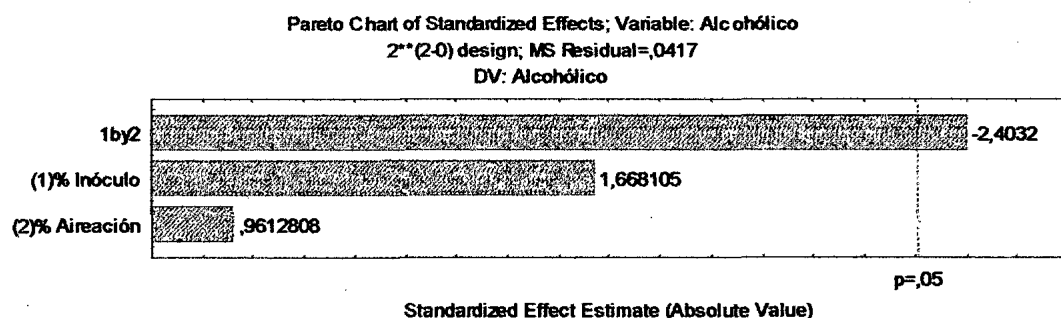 Pareto Chart of Standardized Effects; Variable: Alcohólico
2**(2-0) design; MS Residual=,0417
DV: Alcohólico
1by2
-2,4032
(1)% Inóculo
1,668105
(2)% Aireación
,9612808
p=,05
Standardized Effect Estimate (Absolute Value)